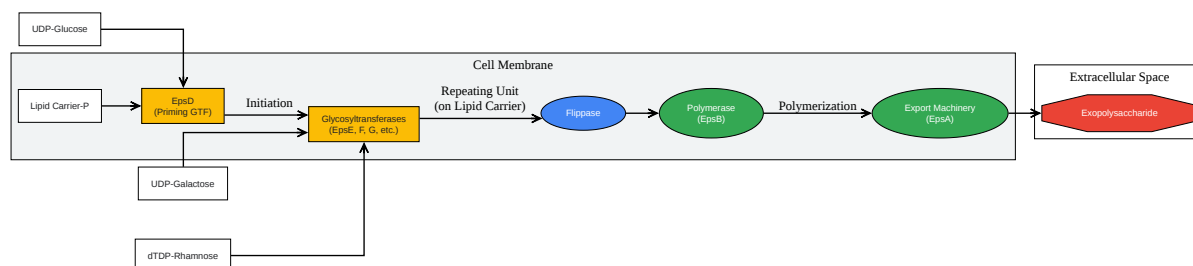 UDP-Glucose
Cell Membrane
Lipid Carrier-P
EpsD
(Priming GTF)
Initiation
Glycosyltransferases
(EpsE, F, G, etc.)
Repeating Unit
(on Lipid Carrier)
Flippase
Polymerase
(EpsB)
Polymerization
Export Machinery
(EpsA)
Extracellular Space
Exopolysaccharide
UDP-Galactose
dTDP-Rhamnose